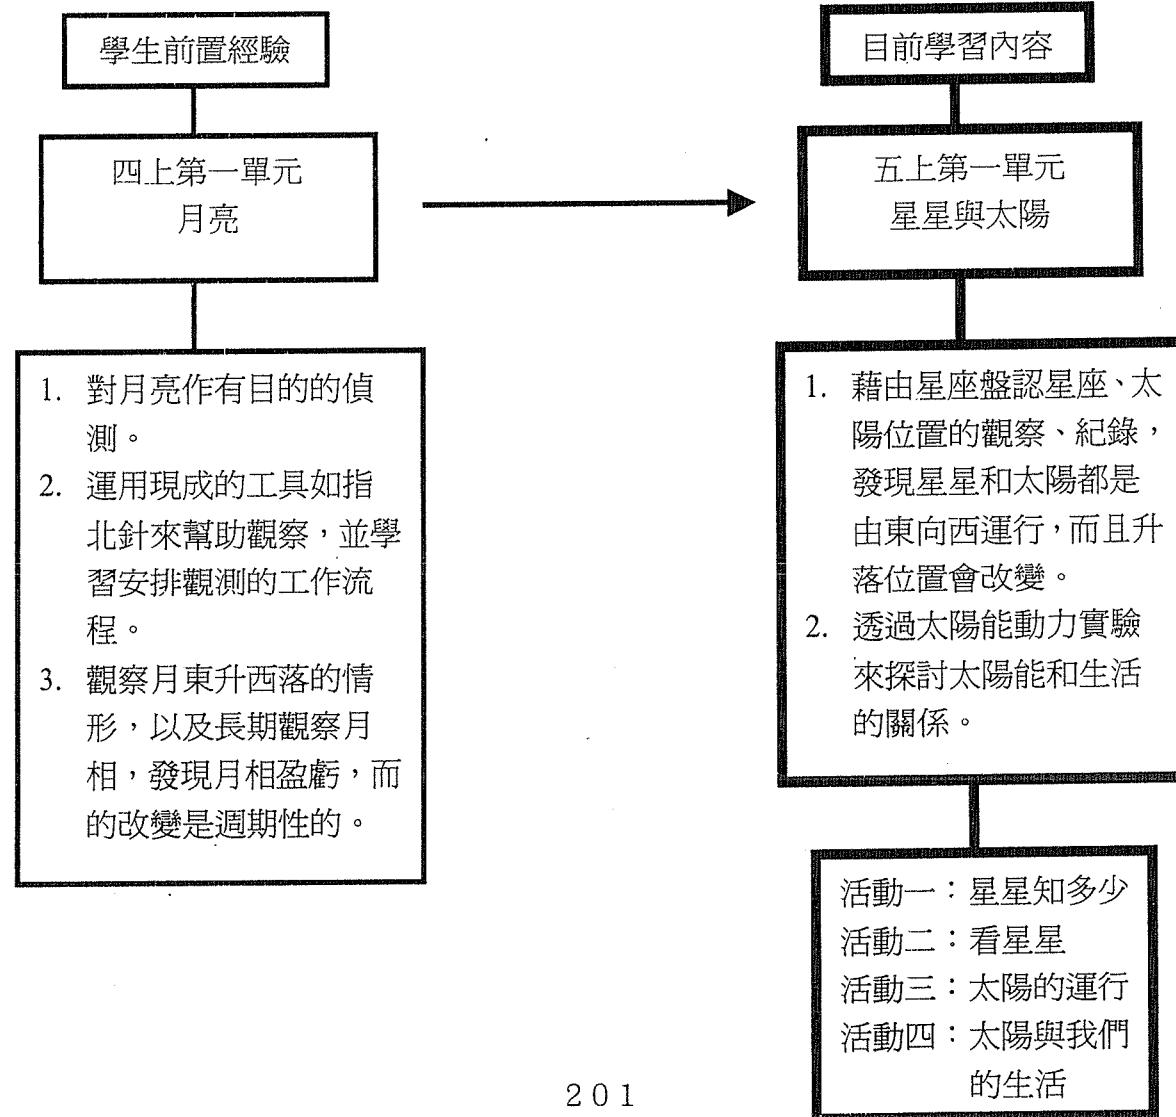 學生前置經驗
四上第一單元
月亮
1. 對月亮作有目的的偵
測。
2. 運用現成的工具如指
北針來幫助觀察，並學
習安排觀測的工作流
程。
3. 觀察月東升西落的情
形，以及長期觀察月
相，發現月相盈虧，而
的改變是週期性的。
目前學習內容
五上第一單元
星星與太陽
1. 藉由星座盤認星座、太
陽位置的觀察、紀錄，
發現星星和太陽都是
由東向西運行，而且升
落位置會改變。
2. 透過太陽能動力實驗
來探討太陽能和生活
的關係。
活動一：星星知多少
活動二：看星星
活動三：太陽的運行
活動四：太陽與我們
的生活
201